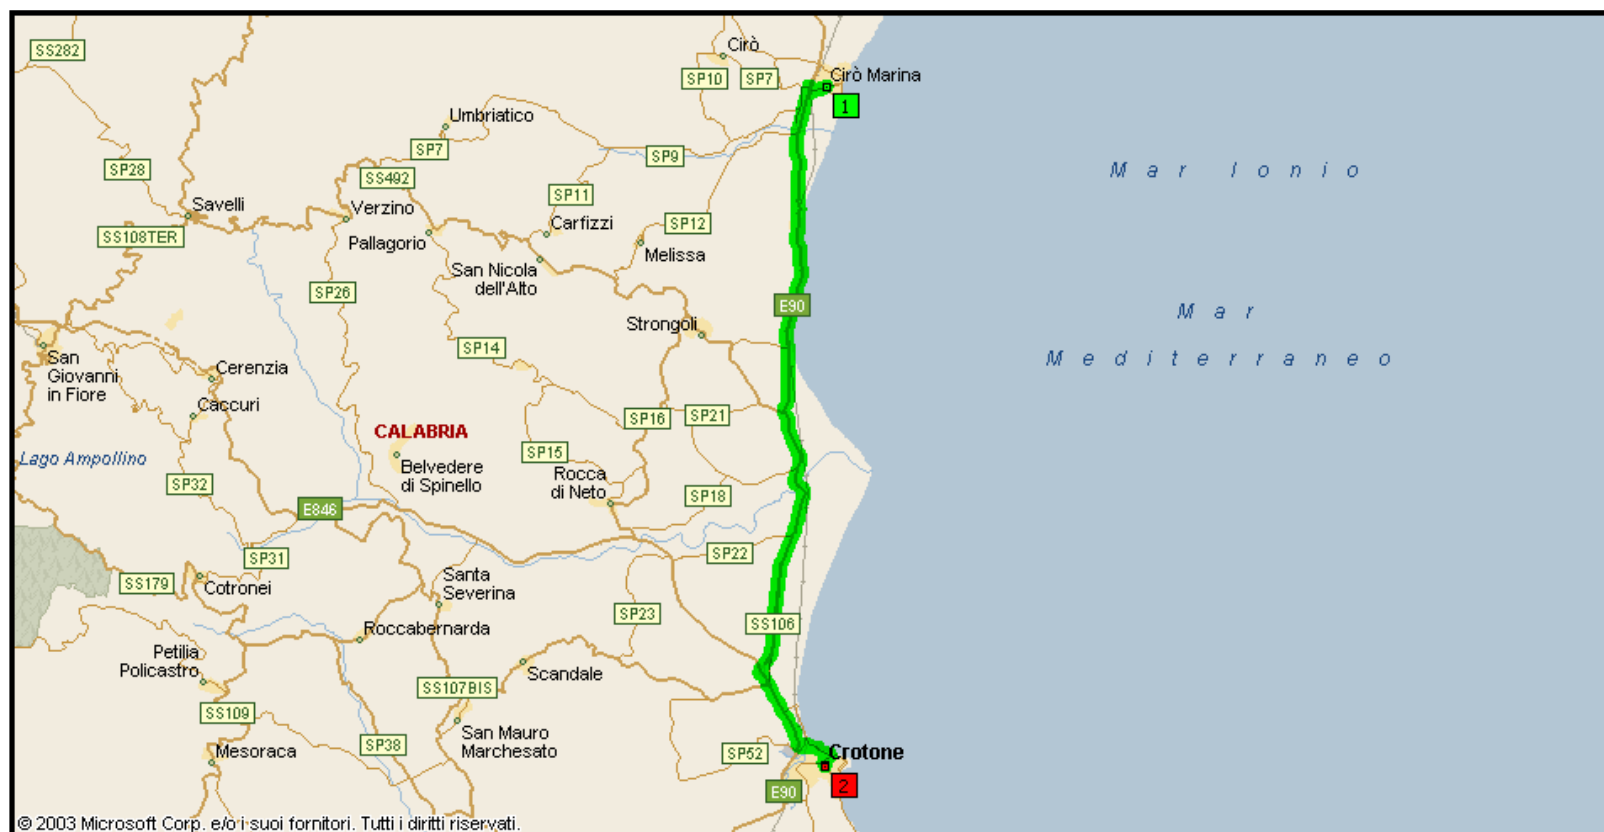 SS282
Cirò
SP10
SP7
Cirò Marina
1
Umbriatico
SP7
SP9
SP28
SS492
SP11
Mar Ionio
Savelli
Verzino
Carfizzi
SP12
SS108TER
Pallagorio
Melissa
San Nicola
dell'Alto
SP26
E90
Mar
Strongoli
SP14
Mediterraneo
San
Giovanni
in Fiore
Cerenzia
Caccuri
SP16
SP21
CALABRIA
Lago Ampollino
SP15
Belvedere
di Spinello
Rocca
di Neto
SP32
SP18
E846
SP31
SP22
SS179
Cotronei
Santa
Severina
SP23
SS106
Roccabernarda
Petilia
Policastro
Scandale
SS107BIS
SS109
San Mauro
Marchesato
SP38
Mesoraca
SP52
Crotone
E90
2
© 2003 Microsoft Corp. e/o i suoi fornitori. Tutti i diritti riservati.